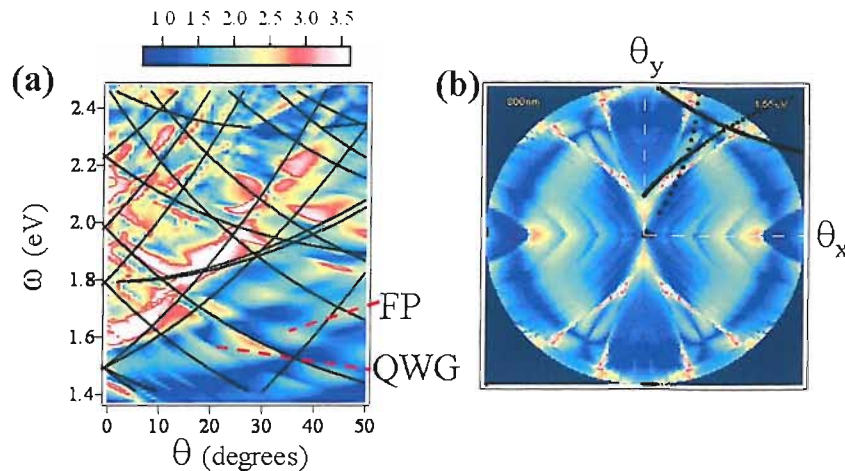 1 0 1 5 2.0 2.5 3.0 3.5
(a)
(b)
θy
800nm
1.55eV
2.4
2.2
2.0
1.8
1.6
1.4
ω (eV)
θx
FP
QWG
0 10 20 30 40 50
θ (degrees)